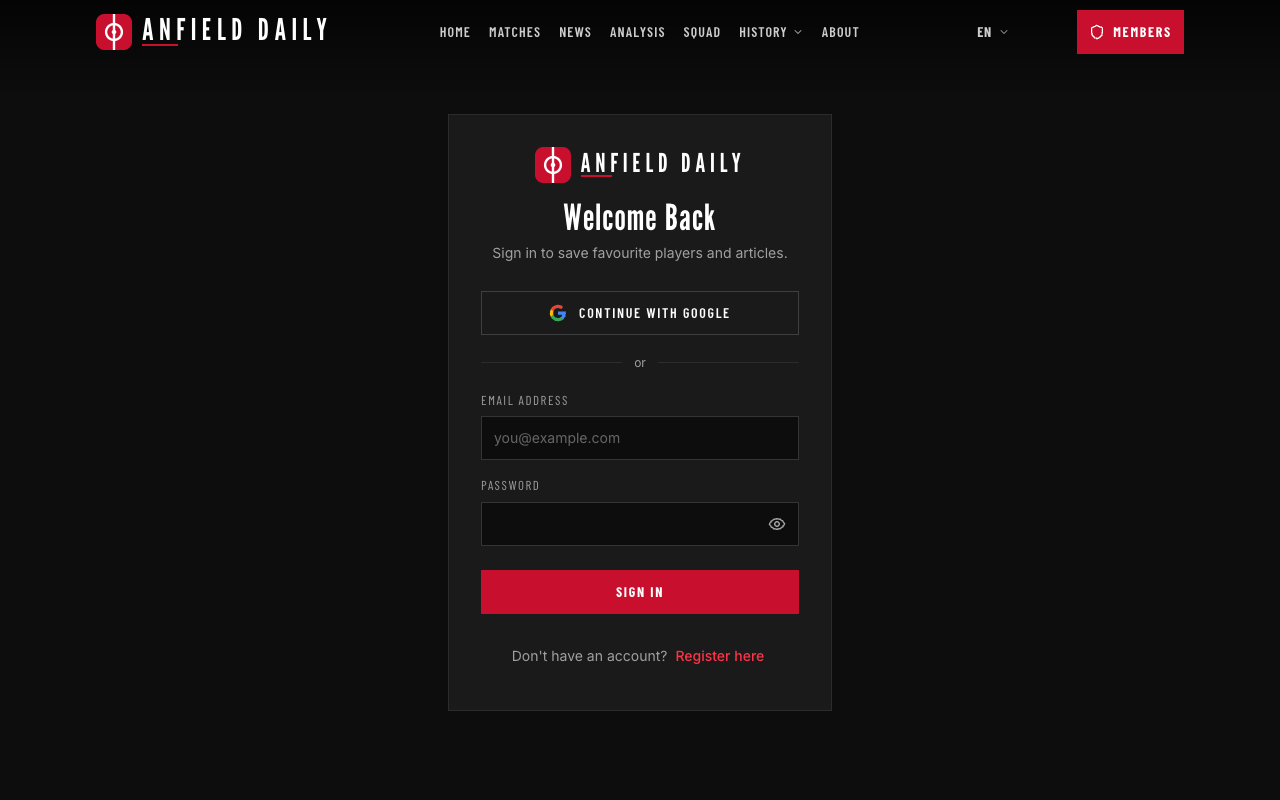 ANFIELD DAILY
HOME MATCHES NEWS ANALYSIS SQUAD HISTORY ABOUT
EN
MEMBERS
ANFIELD DAILY
Welcome Back
Sign in to save favourite players and articles.
CONTINUE WITH GOOGLE
or
EMAIL ADDRESS
you@example.com
PASSWORD
SIGN IN
Don't have an account? Register here